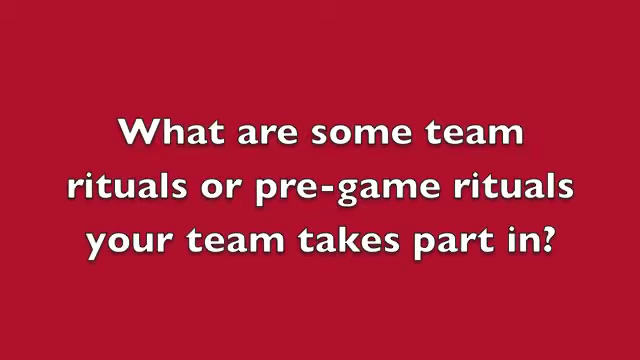 What are some team
rituals or pre-game rituals
your team takes part in?